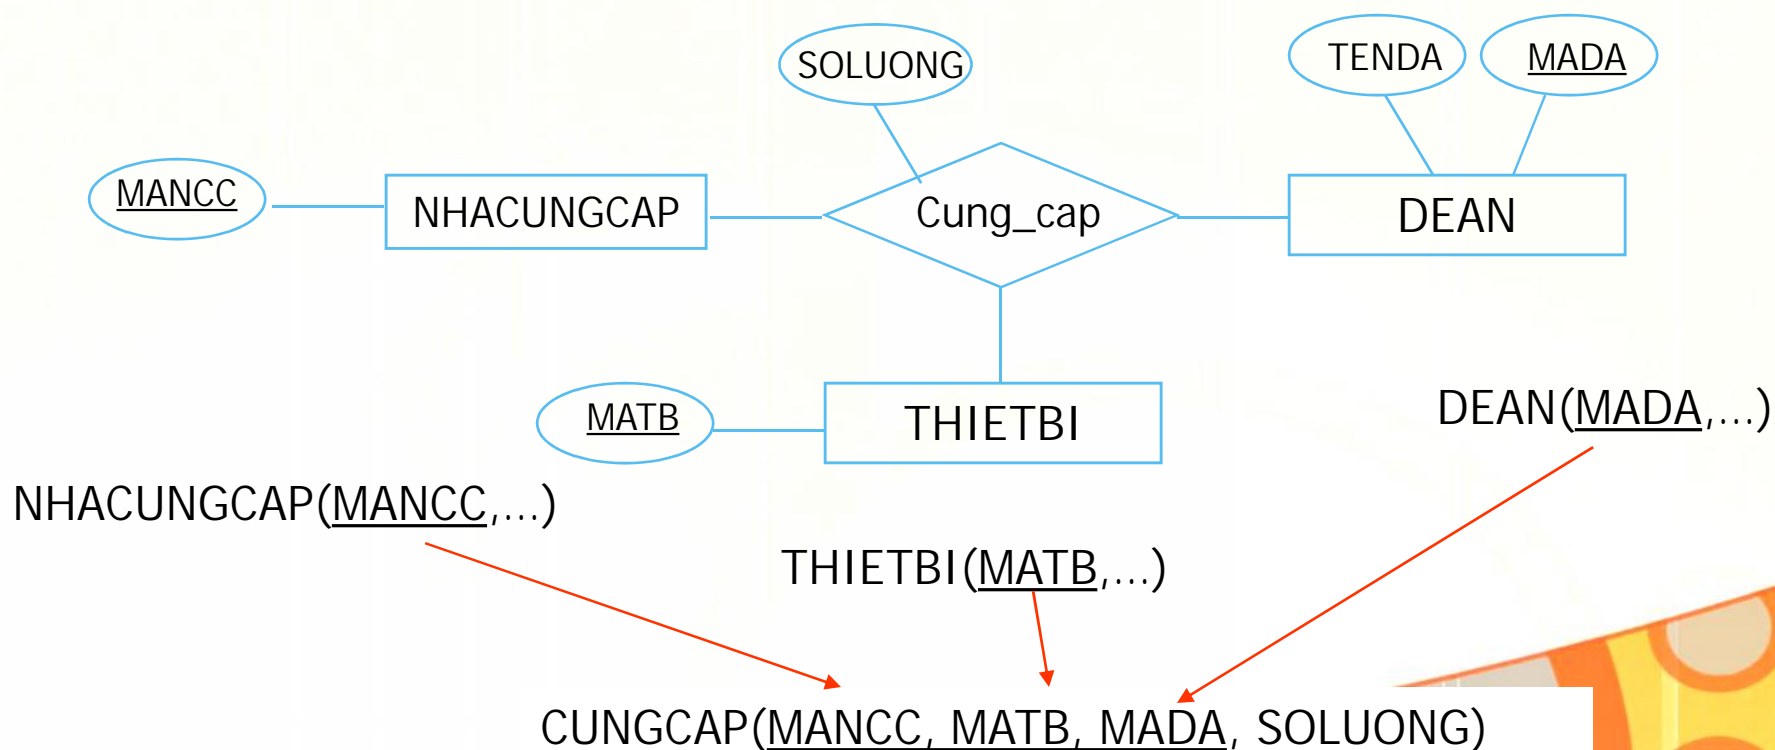 SOLUONG
TENDA
MADA
MANCC
NHACUNGCAP
Cung_cap
DEAN
MATB
THIETBI
DEAN(MADA,...)
NHACUNGCAP(MANCC,...)
THIETBI(MATB,...)
CUNGCAP(MANCC, MATB, MADA, SOLUONG)